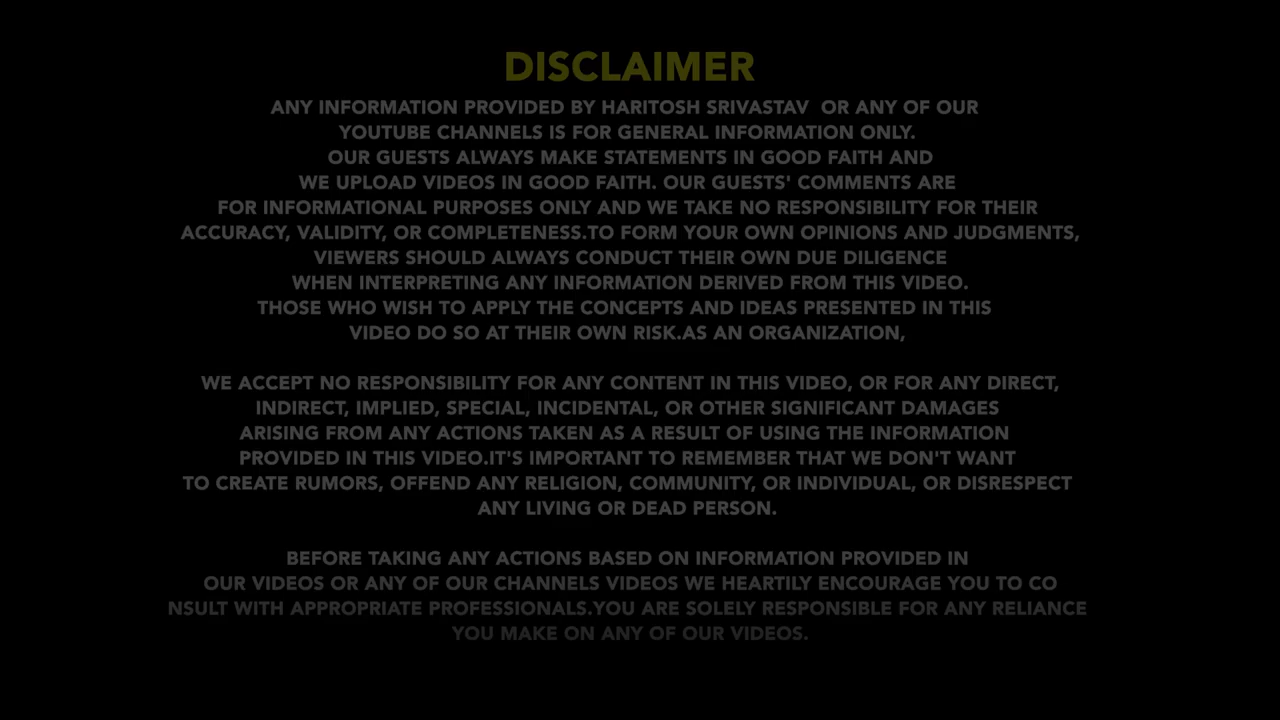 DISCLAIMER
ANY INFORMATION PROVIDED BY HARITOSH SRIVASTAV OR ANY OF OUR
YOUTUBE CHANNELS IS FOR GENERAL INFORMATION ONLY.
OUR GUESTS ALWAYS MAKE STATEMENTS IN GOOD FAITH AND
WE UPLOAD VIDEOS IN GOOD FAITH. OUR GUESTS' COMMENTS ARE
FOR INFORMATIONAL PURPOSES ONLY AND WE TAKE NO RESPONSIBILITY FOR THEIR
ACCURACY, VALIDITY, OR COMPLETENESS.TO FORM YOUR OWN OPINIONS AND JUDGMENTS,
VIEWERS SHOULD ALWAYS CONDUCT THEIR OWN DUE DILIGENCE
WHEN INTERPRETING ANY INFORMATION DERIVED FROM THIS VIDEO.
THOSE WHO WISH TO APPLY THE CONCEPTS AND IDEAS PRESENTED IN THIS
VIDEO DO SO AT THEIR OWN RISK.AS AN ORGANIZATION,
WE ACCEPT NO RESPONSIBILITY FOR ANY CONTENT IN THIS VIDEO, OR FOR ANY DIRECT,
INDIRECT, IMPLIED, SPECIAL, INCIDENTAL, OR OTHER SIGNIFICANT DAMAGES
ARISING FROM ANY ACTIONS TAKEN AS A RESULT OF USING THE INFORMATION
PROVIDED IN THIS VIDEO.IT'S IMPORTANT TO REMEMBER THAT WE DON'T WANT
TO CREATE RUMORS, OFFEND ANY RELIGION, COMMUNITY, OR INDIVIDUAL, OR DISRESPECT
ANY LIVING OR DEAD PERSON.
BEFORE TAKING ANY ACTIONS BASED ON INFORMATION PROVIDED IN
OUR VIDEOS OR ANY OF OUR CHANNELS VIDEOS WE HEARTILY ENCOURAGE YOU TO CO
NSULT WITH APPROPRIATE PROFESSIONALS.YOU ARE SOLELY RESPONSIBLE FOR ANY RELIANCE
YOU MAKE ON ANY OF OUR VIDEOS.